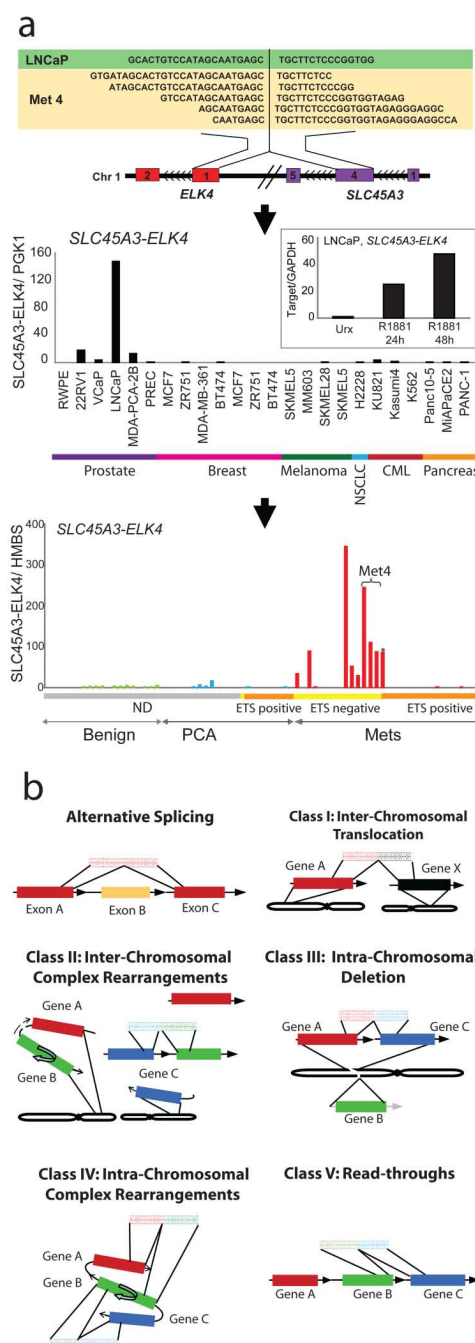 a
LNCaP GCACTGTCCATAGCAATGAGC TGCTTCTCCCGGTGG
Met 4
GTGATAGCACTGTCCATAGCAATGAGC TGCTTCTCC
ATAGCACTGTCCATAGCAATGAGC TGCTTCTCCCGG
GTCCATAGCAATGAGC TGCTTCTCCCGGTGGTAGAG
AGCAATGAGC TGCTTCTCCCGGTGGTAGAGGGAGGC
CAATGAGC TGCTTCTCCCGGTGGTAGAGGGAGGCCA
Chr 1 2 1 5 4 1
ELK4 SLC45A3
SLC45A3-ELK4/ PGK1
SLC45A3-ELK4
160
120
80
40
0
LNCaP, SLC45A3-ELK4
Target/GAPDH
60
40
20
0
Urx R1881 24h R1881 48h
RWPE
22RV1
VCaP
LNCaP
MDA-PCA-2B
PREC
MCF7
ZR751
MDA-MB-361
BT474
MCF7
ZR751
BT474
SKMEL5
MM603
SKMEL28
SKMEL5
H2228
KU821
Kasumi4
K562
Panc10-5
MiAPaCE2
PANC-1
Prostate Breast Melanoma NSCLC CML Pancreas
SLC45A3-ELK4/ HMBS
SLC45A3-ELK4
400
300
200
100
0
Met4
*
ND ETS positive ETS negative ETS positive
Benign PCA Mets
b
Alternative Splicing
Exon A Exon B Exon C
Class I: Inter-Chromosomal
Translocation
Gene A Gene X
Class II: Inter-Chromosomal
Complex Rearrangements
Gene A
Gene B
Gene C
Class III: Intra-Chromosomal
Deletion
Gene A Gene C
Gene B
Class IV: Intra-Chromosomal
Complex Rearrangements
Gene A
Gene B
Gene C
Class V: Read-throughs
Gene A Gene B Gene C